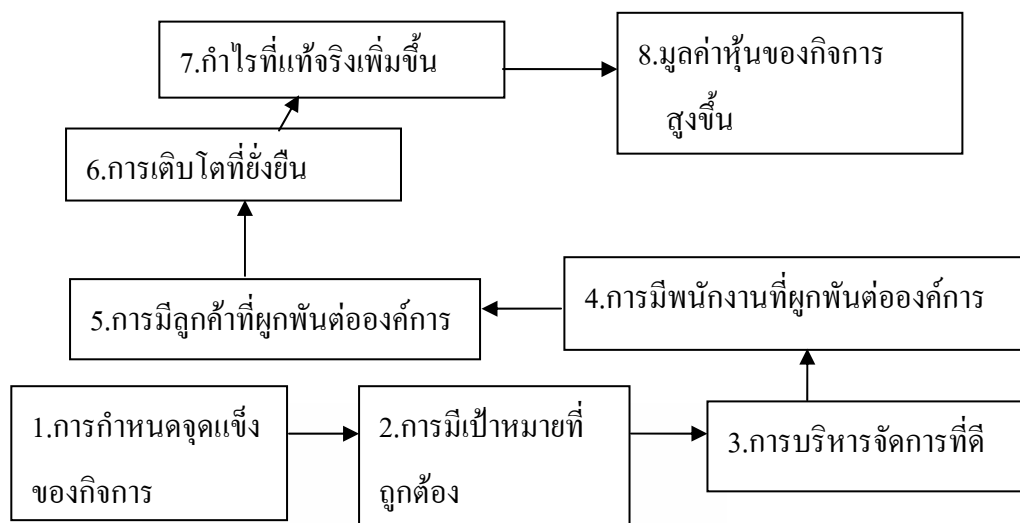 7.กำไรที่แท้จริงเพิ่มขึ้น
8.มูลค่าหุ้นของกิจการ
สูงขึ้น
6.การเติบโตที่ยั่งยืน
4.การมีพนักงานที่ผูกพันต่อองค์การ
5.การมีลูกค้าที่ผูกพันต่อองค์การ
1.การกำหนดจุดแข็ง
ของกิจการ
2.การมีเป้าหมายที่
ถูกต้อง
3.การบริหารจัดการที่ดี